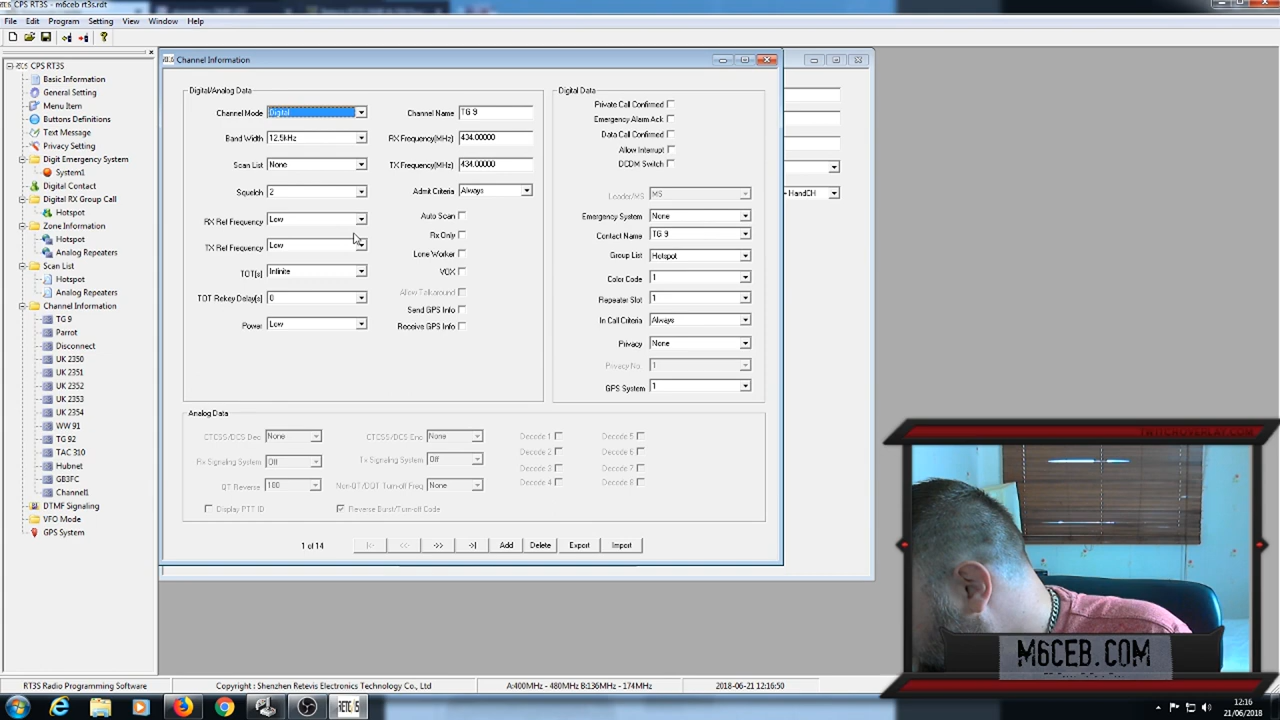 CPS RT3S - m6ceb rt3s.rdt
File Edit Program Setting View Window Help
CPS RT3S
Basic Information
General Setting
Menu Item
Buttons Definitions
Text Message
Privacy Setting
Digit Emergency System
System1
Digital Contact
Digital RX Group Call
Hotspot
Zone Information
Hotspot
Analog Repeaters
Scan List
Hotspot
Analog Repeaters
Channel Information
TG 9
Parrot
Disconnect
UK 2350
UK 2351
UK 2352
UK 2353
UK 2354
WW 91
TG 92
TAC 310
Hubnet
GB3FC
Channel1
DTMF Signaling
VFO Mode
GPS System
Channel Information
Digital/Analog Data
Channel Mode Digital
Band Width 12.5kHz
Scan List None
Squelch 2
RX Ref Frequency Low
TX Ref Frequency Low
TOT[s] Infinite
TOT Rekey Delay[s] 0
Power Low
Channel Name TG 9
RX Frequency(MHz) 434.00000
TX Frequency(MHz) 434.00000
Admit Criteria Always
Auto Scan
Rx Only
Lone Worker
VOX
Allow Talkaround
Send GPS Info
Receive GPS Info
Digital Data
Private Call Confirmed
Emergency Alarm Ack
Data Call Confirmed
Allow Interrupt
DCDM Switch
Leader/MS MS
Emergency System None
Contact Name TG 9
Group List Hotspot
Color Code 1
Repeater Slot 1
In Call Criteria Always
Privacy None
Privacy No. 1
GPS System 1
+ HandCH
Analog Data
CTCSS/DCS Dec None CTCSS/DCS Enc None Decode 1 Decode 5
Rx Signaling System Off Tx Signaling System Off Decode 2 Decode 6
Decode 3 Decode 7
QT Reverse 180 Non-QT/DQT Turn-off Freq None Decode 4 Decode 8
Display PTT ID Reverse Burst/Turn-off Code
1 of 14 |< << >> >| Add Delete Export Import
TWITCHOVERLAY.COM
M6CEB.COM
RT3S Radio Programming Software Copyright : Shenzhen Retevis Electronics Technology Co., Ltd A:400MHz - 480MHz B:136MHz - 174MHz 2018-06-21 12:16:50
RETEVIS
12:16
21/06/2018